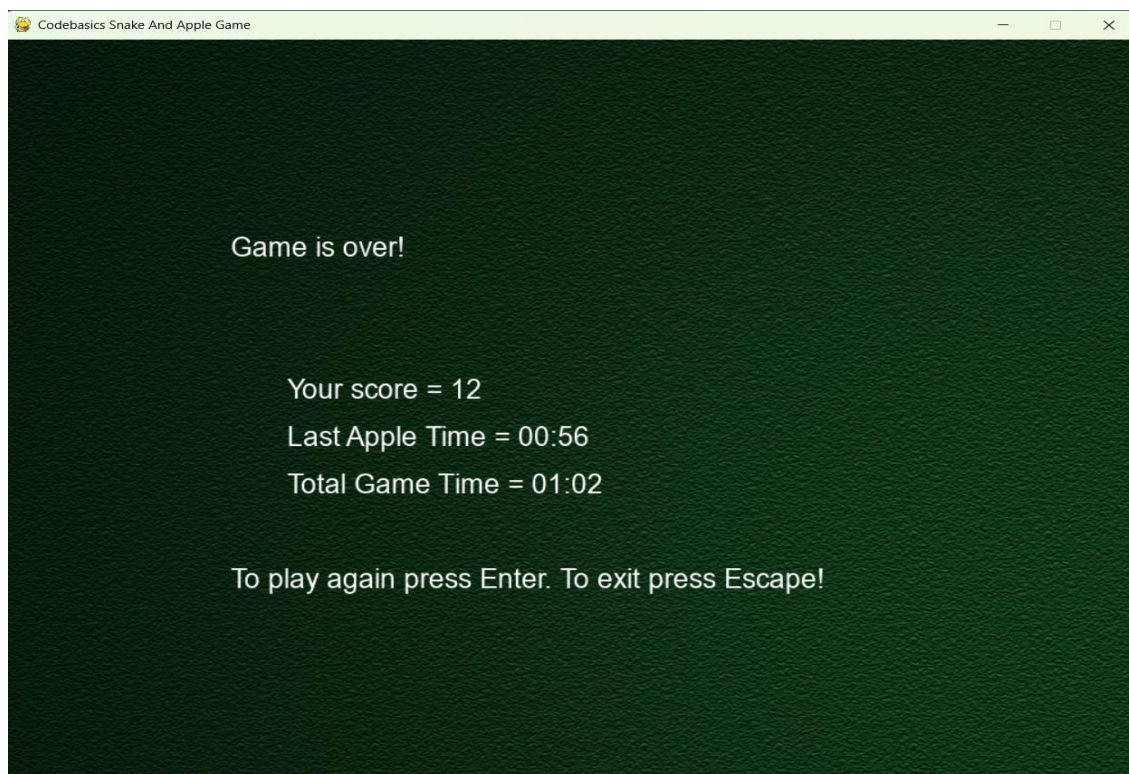 Codebasics Snake And Apple Game
Game is over!
Your score = 12
Last Apple Time = 00:56
Total Game Time = 01:02
To play again press Enter. To exit press Escape!